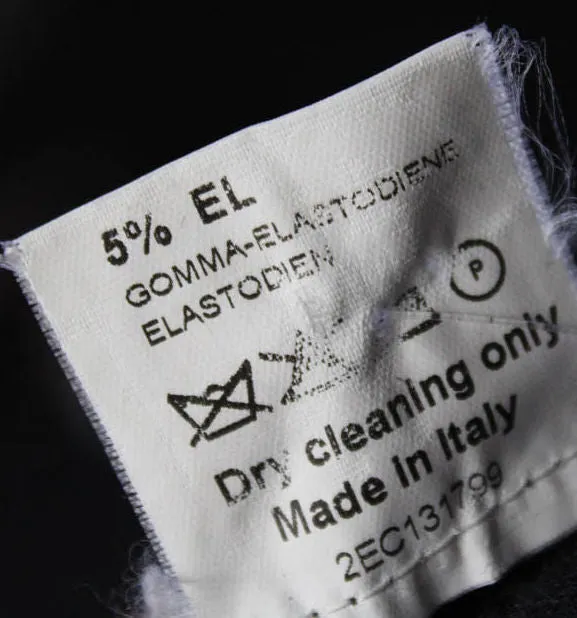 5% EL
GOMMA-ELASTODIENE
ELASTODIEN
P
Dry cleaning only
Made in Italy
2EC131799